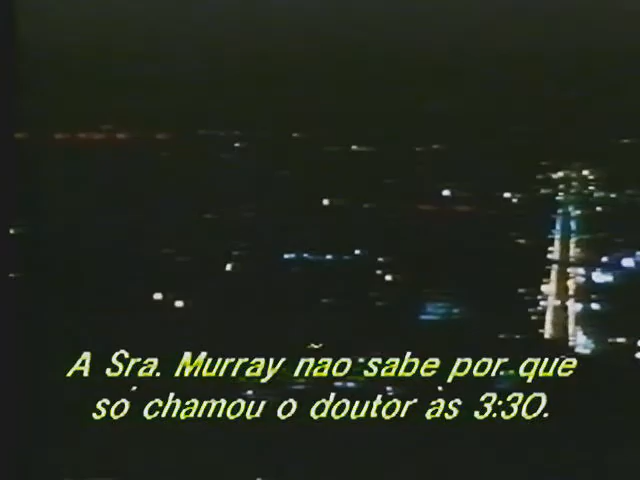 A Sra. Murray não sabe por que
só chamou o doutor às 3:30.